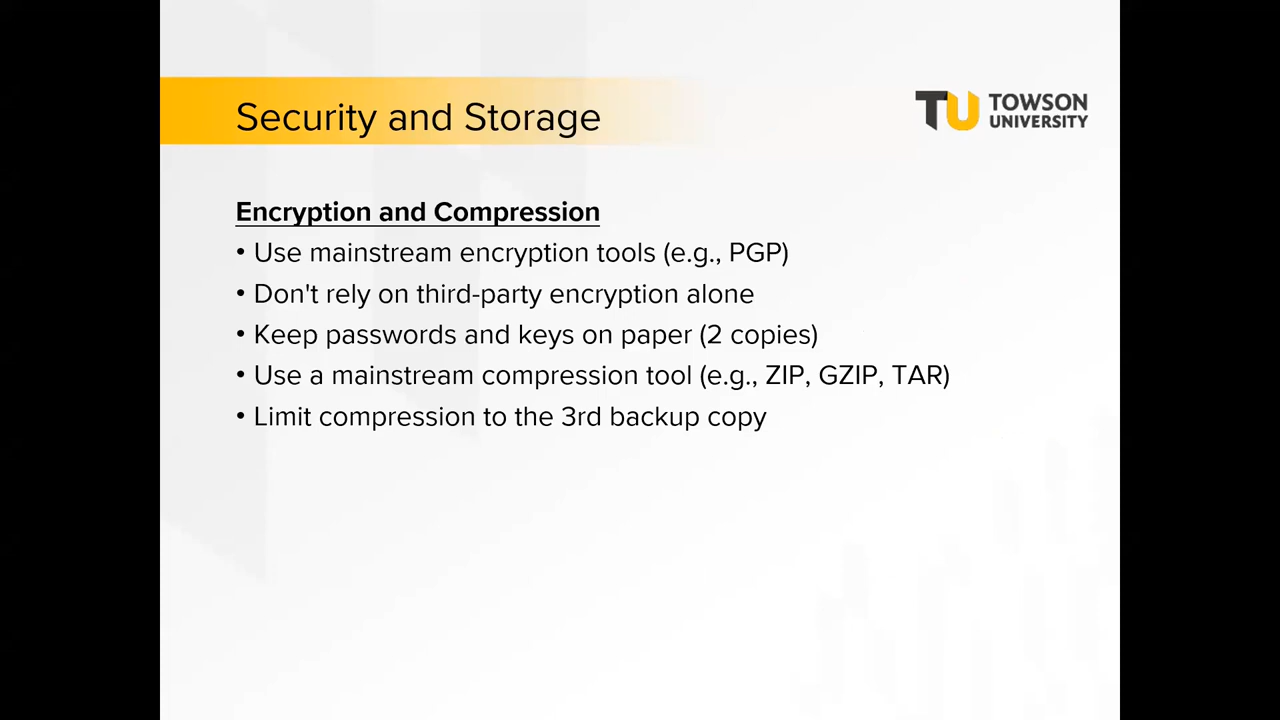 Security and Storage
TU TOWSON
UNIVERSITY
Encryption and Compression
• Use mainstream encryption tools (e.g., PGP)
• Don't rely on third-party encryption alone
• Keep passwords and keys on paper (2 copies)
• Use a mainstream compression tool (e.g., ZIP, GZIP, TAR)
• Limit compression to the 3rd backup copy